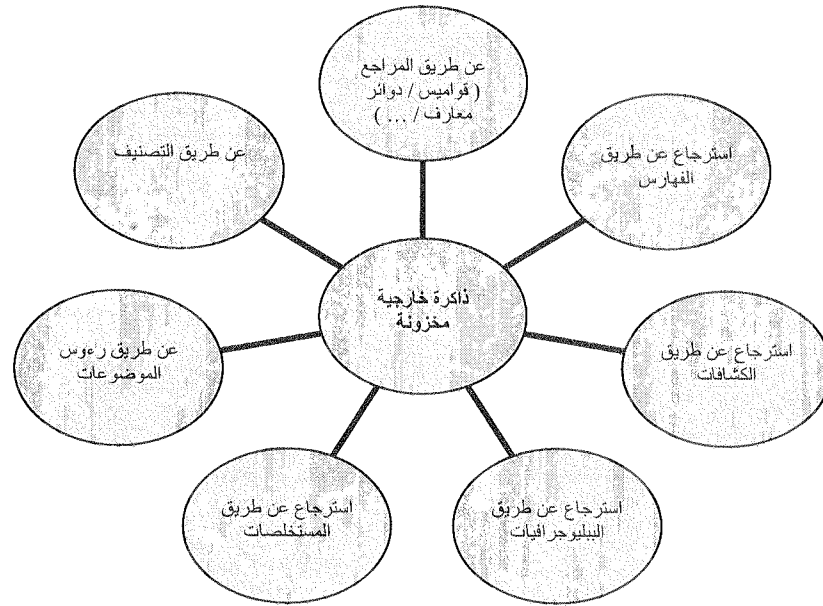 عن طريق المراجع
( قواميس / دوائر
معارف / ... )
استرجاع عن طريق
الفهارس
استرجاع عن طريق
الكشافات
استرجاع عن طريق
الببليوجرافيات
استرجاع عن طريق
المستخلصات
عن طريق رءوس
الموضوعات
عن طريق التصنيف
ذاكرة خارجية
مخزونة